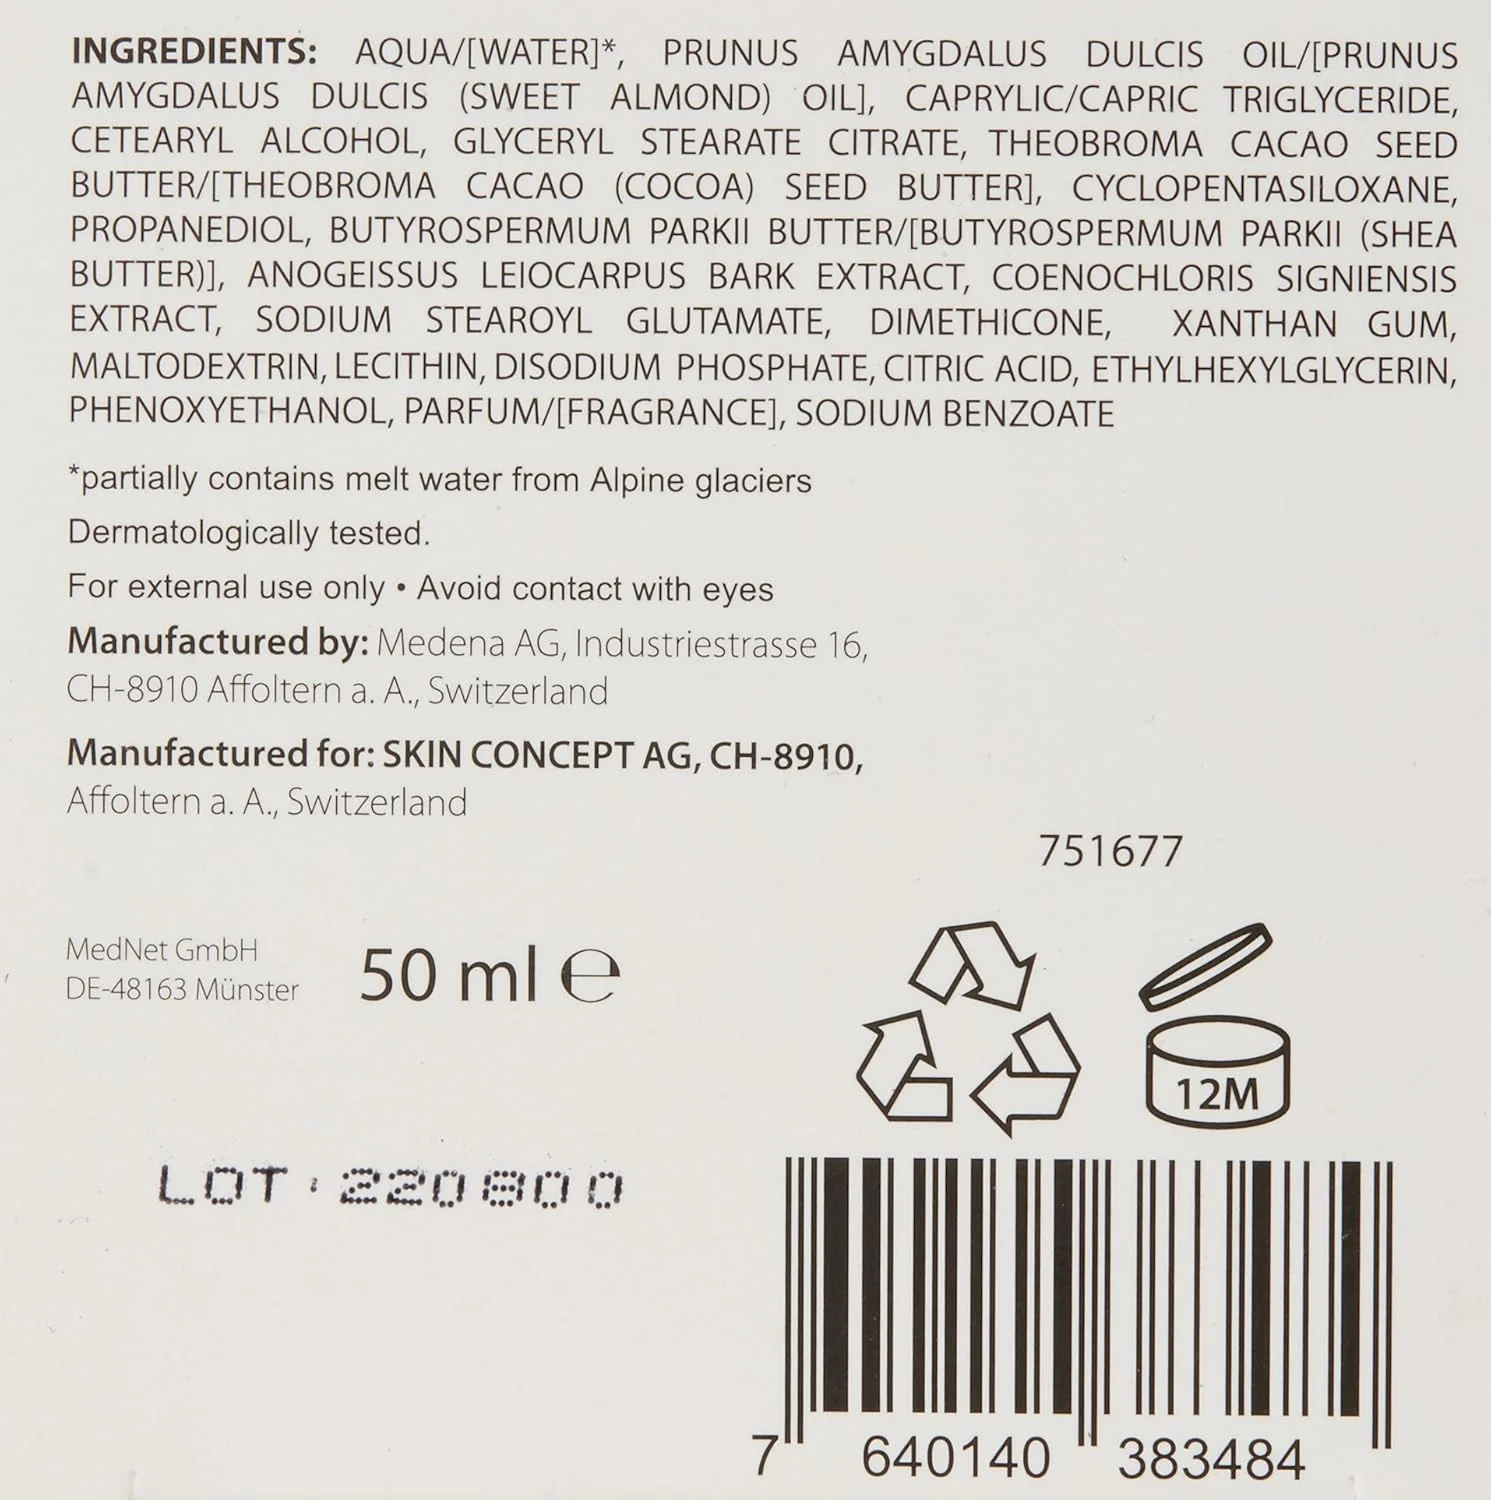 INGREDIENTS: AQUA/[WATER]*, PRUNUS AMYGDALUS DULCIS OIL/[PRUNUS
AMYGDALUS DULCIS (SWEET ALMOND) OIL], CAPRYLIC/CAPRIC TRIGLYCERIDE,
CETEARYL ALCOHOL, GLYCERYL STEARATE CITRATE, THEOBROMA CACAO SEED
BUTTER/[THEOBROMA CACAO (COCOA) SEED BUTTER], CYCLOPENTASILOXANE,
PROPANEDIOL, BUTYROSPERMUM PARKII BUTTER/[BUTYROSPERMUM PARKII (SHEA
BUTTER)], ANOGEISSUS LEIOCARPUS BARK EXTRACT, COENOCHLORIS SIGNIENSIS
EXTRACT, SODIUM STEAROYL GLUTAMATE, DIMETHICONE, XANTHAN GUM,
MALTODEXTRIN, LECITHIN, DISODIUM PHOSPHATE, CITRIC ACID, ETHYLHEXYLGLYCERIN,
PHENOXYETHANOL, PARFUM/[FRAGRANCE], SODIUM BENZOATE
*partially contains melt water from Alpine glaciers
Dermatologically tested.
For external use only • Avoid contact with eyes
Manufactured by: Medena AG, Industriestrasse 16,
CH-8910 Affoltern a. A., Switzerland
Manufactured for: SKIN CONCEPT AG, CH-8910,
Affoltern a. A., Switzerland
751677
MedNet GmbH
DE-48163 Münster
50 ml ℮
12M
LOT : 220800
7 640140 383484